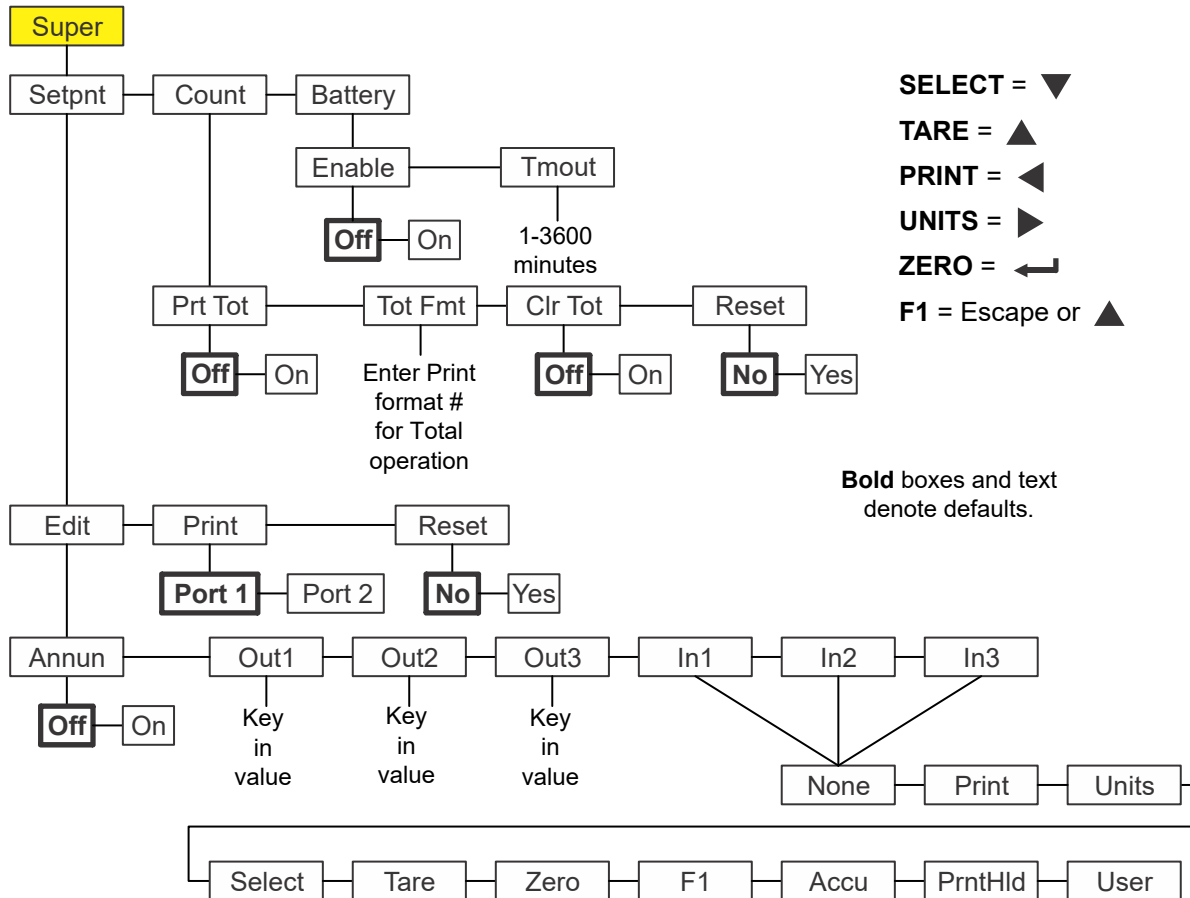 Super
Setpnt
Count
Battery
SELECT =
TARE =
PRINT =
UNITS =
ZERO =
F1 = Escape or
Enable
Tmout
Off
On
1-3600
minutes
Prt Tot
Tot Fmt
Clr Tot
Reset
Off
On
Enter Print
format #
for Total
operation
Off
On
No
Yes
Bold boxes and text
denote defaults.
Edit
Print
Reset
Port 1
Port 2
No
Yes
Annun
Out1
Out2
Out3
In1
In2
In3
Off
On
Key
in
value
Key
in
value
Key
in
value
None
Print
Units
Select
Tare
Zero
F1
Accu
PrntHld
User